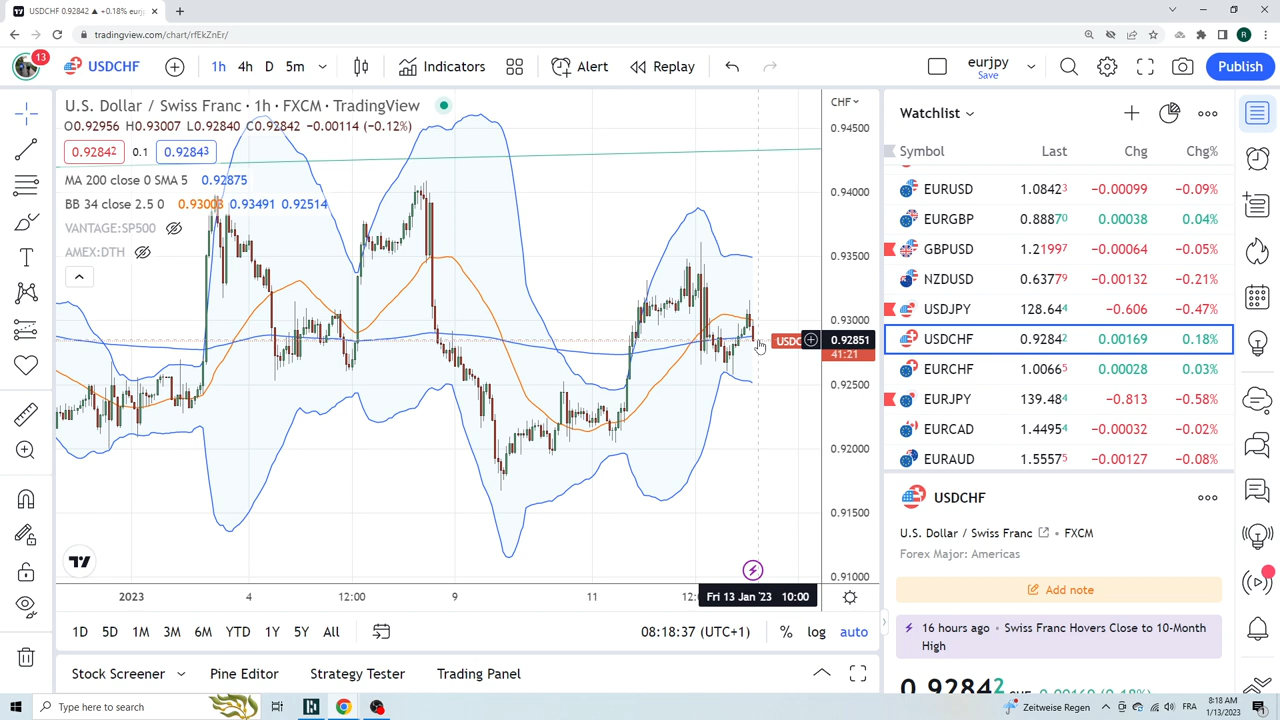 USDCHF 0.92842 ▲ +0.18% eurj
tradingview.com/chart/rfEkZnEr/
13
USDCHF
1h 4h D 5m
Indicators
Alert
Replay
eurjpy
Save
Publish
U.S. Dollar / Swiss Franc · 1h · FXCM · TradingView
O0.92956 H0.93007 L0.92840 C0.92842 −0.00114 (−0.12%)
0.92842 0.1 0.92843
MA 200 close 0 SMA 5 0.92875
BB 34 close 2.5 0 0.93003 0.93491 0.92514
VANTAGE:SP500
AMEX:DTH
CHF
0.94500
0.94000
0.93500
0.93000
USDC
0.92851
41:21
0.92500
0.92000
0.91500
0.91000
2023 4 12:00 9 11 12:
Fri 13 Jan '23 10:00
1D 5D 1M 3M 6M YTD 1Y 5Y All
08:18:37 (UTC+1) % log auto
Stock Screener Pine Editor Strategy Tester Trading Panel
Watchlist
Symbol Last Chg Chg%
EURUSD 1.08423 −0.00099 −0.09%
EURGBP 0.88870 0.00038 0.04%
GBPUSD 1.21997 −0.00064 −0.05%
NZDUSD 0.63779 −0.00132 −0.21%
USDJPY 128.644 −0.606 −0.47%
USDCHF 0.92842 0.00169 0.18%
EURCHF 1.00665 0.00028 0.03%
EURJPY 139.484 −0.813 −0.58%
EURCAD 1.44954 −0.00032 −0.02%
EURAUD 1.55575 −0.00127 −0.08%
USDCHF
U.S. Dollar / Swiss Franc • FXCM
Forex Major: Americas
Add note
16 hours ago • Swiss Franc Hovers Close to 10-Month
High
0.92842 CHF 0.00169 (0.18%)
Type here to search
Zeitweise Regen
FRA
8:18 AM
1/13/2023